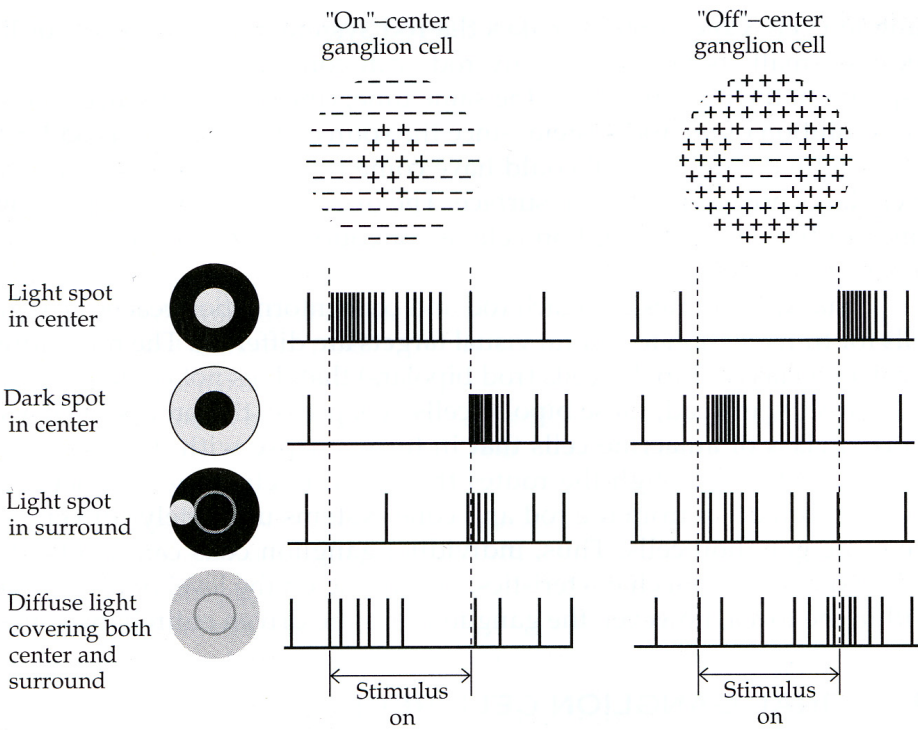 "On"–center
ganglion cell
"Off"–center
ganglion cell
Light spot
in center
Dark spot
in center
Light spot
in surround
Diffuse light
covering both
center and
surround
Stimulus
on
Stimulus
on